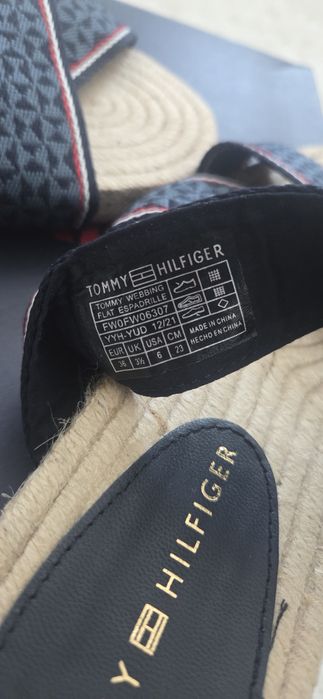 TOMMY HILFIGER
TOMMY WEBBING
FLAT ESPADRILLE
FW0FW06307
YYH-YUD 12/21
EUR UK USA CM
36 3½ 6 23
MADE IN CHINA
HECHO EN CHINA
Y HILFIGER